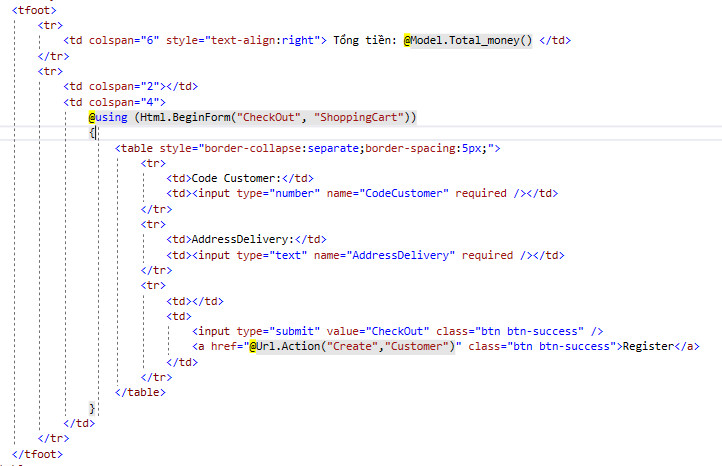 <tfoot>
<tr>
<td colspan="6" style="text-align:right"> Tổng tiền: @Model.Total_money() </td>
</tr>
<tr>
<td colspan="2"></td>
<td colspan="4">
@using (Html.BeginForm("CheckOut", "ShoppingCart"))
{
<table style="border-collapse:separate;border-spacing:5px;">
<tr>
<td>Code Customer:</td>
<td><input type="number" name="CodeCustomer" required /></td>
</tr>
<tr>
<td>AddressDelivery:</td>
<td><input type="text" name="AddressDelivery" required /></td>
</tr>
<tr>
<td></td>
<td>
<input type="submit" value="CheckOut" class="btn btn-success" />
<a href="@Url.Action("Create","Customer")" class="btn btn-success">Register</a>
</td>
</tr>
</table>
}
</td>
</tr>
</tfoot>